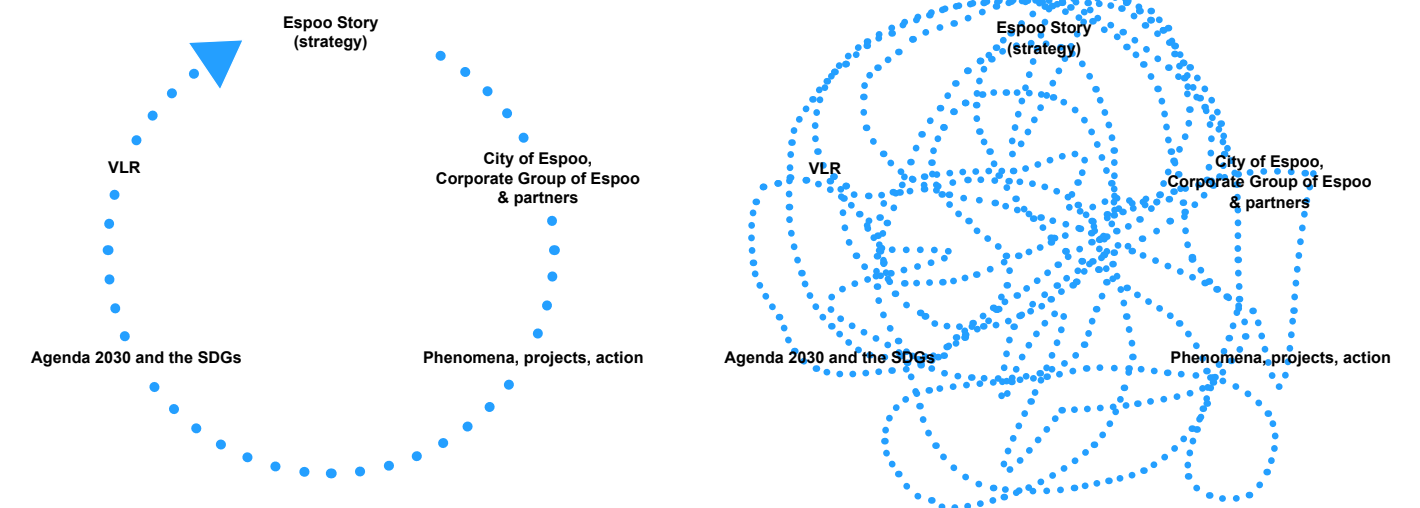 Espoo Story
(strategy)
City of Espoo,
Corporate Group of Espoo
& partners
VLR
Agenda 2030 and the SDGs
Phenomena, projects, action
Espoo Story
(strategy)
City of Espoo,
Corporate Group of Espoo
& partners
VLR
Agenda 2030 and the SDGs
Phenomena, projects, action